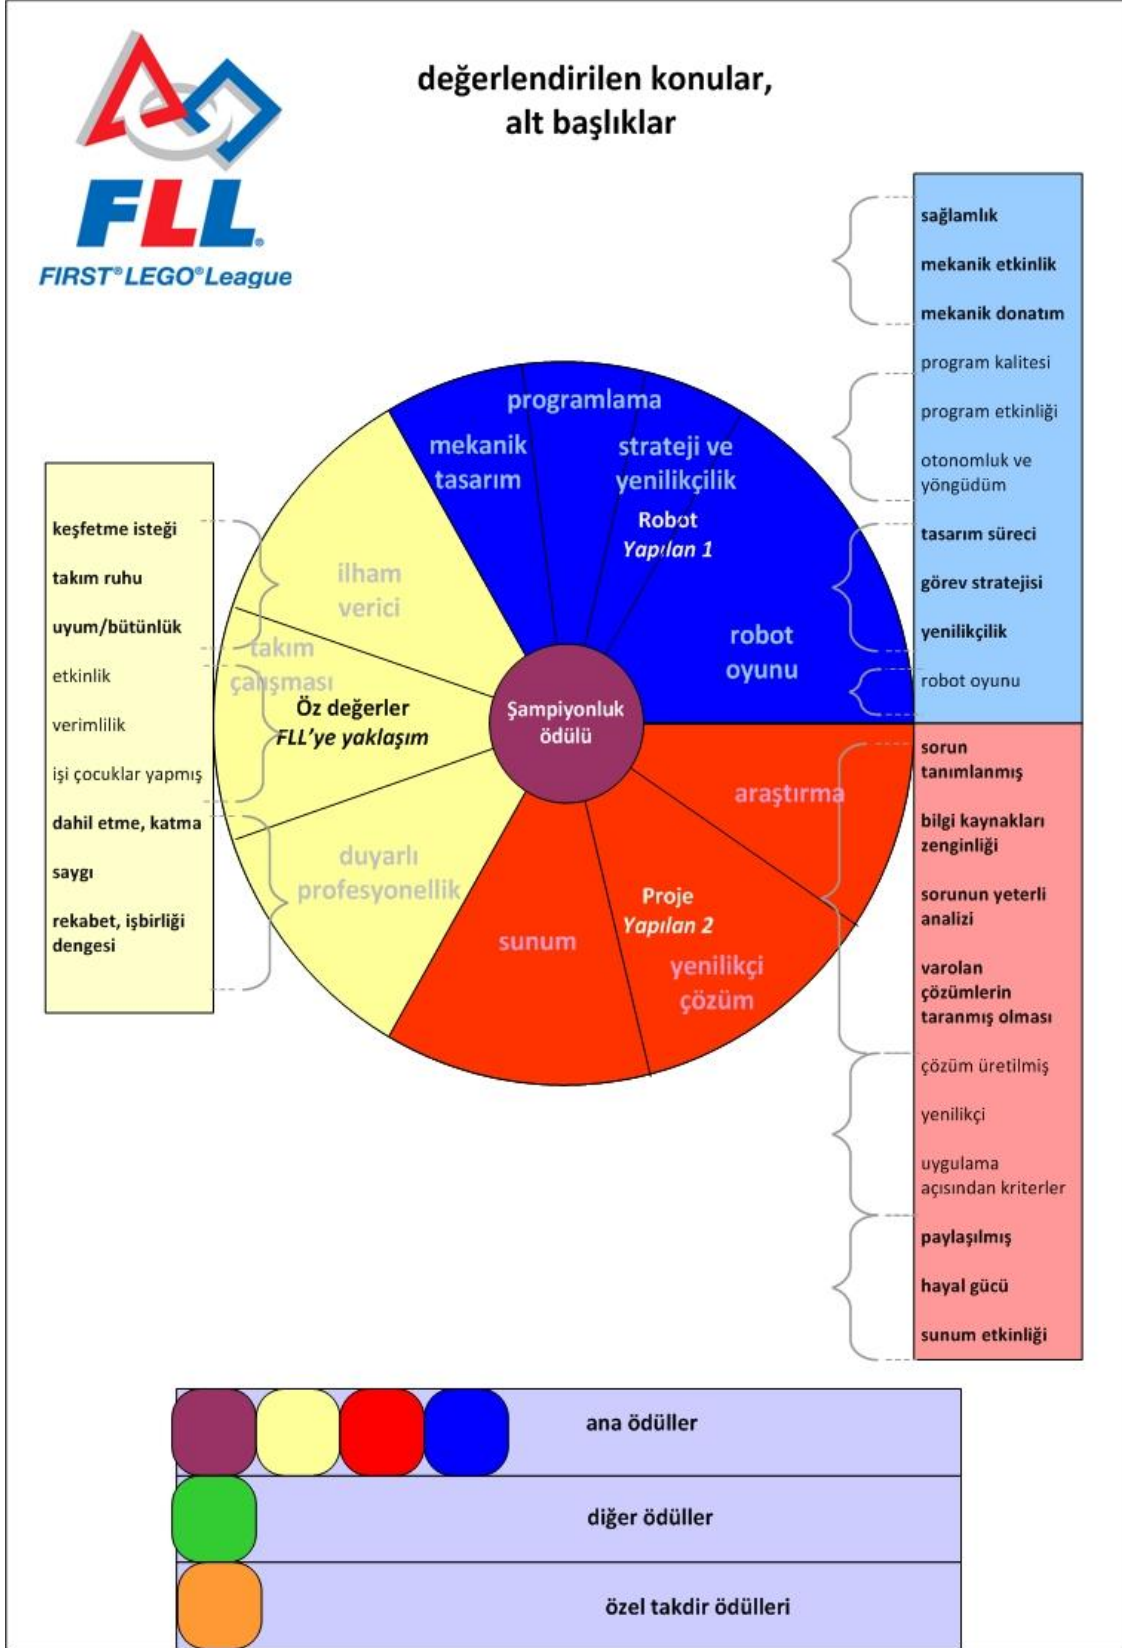 değerlendirilen konular,
alt başlıklar
FLL®
FIRST® LEGO® League
sağlamlık
mekanik etkinlik
mekanik donatım
program kalitesi
program etkinliği
otonomluk ve
yöngüdüm
tasarım süreci
görev stratejisi
yenilikçilik
robot oyunu
programlama
mekanik
tasarım
strateji ve
yenilikçilik
Robot
Yapılan 1
robot
oyunu
keşfetme isteği
takım ruhu
uyum/bütünlük
etkinlik
verimlilik
işi çocuklar yapmış
dahil etme, katma
saygı
rekabet, işbirliği
dengesi
ilham
verici
takım
çalışması
Öz değerler
FLL'ye yaklaşım
duyarlı
profesyonellik
Şampiyonluk
ödülü
araştırma
Proje
Yapılan 2
sunum
yenilikçi
çözüm
sorun
tanımlanmış
bilgi kaynakları
zenginliği
sorunun yeterli
analizi
varolan
çözümlerin
taranmış olması
çözüm üretilmiş
yenilikçi
uygulama
açısından kriterler
paylaşılmış
hayal gücü
sunum etkinliği
ana ödüller
diğer ödüller
özel takdir ödülleri